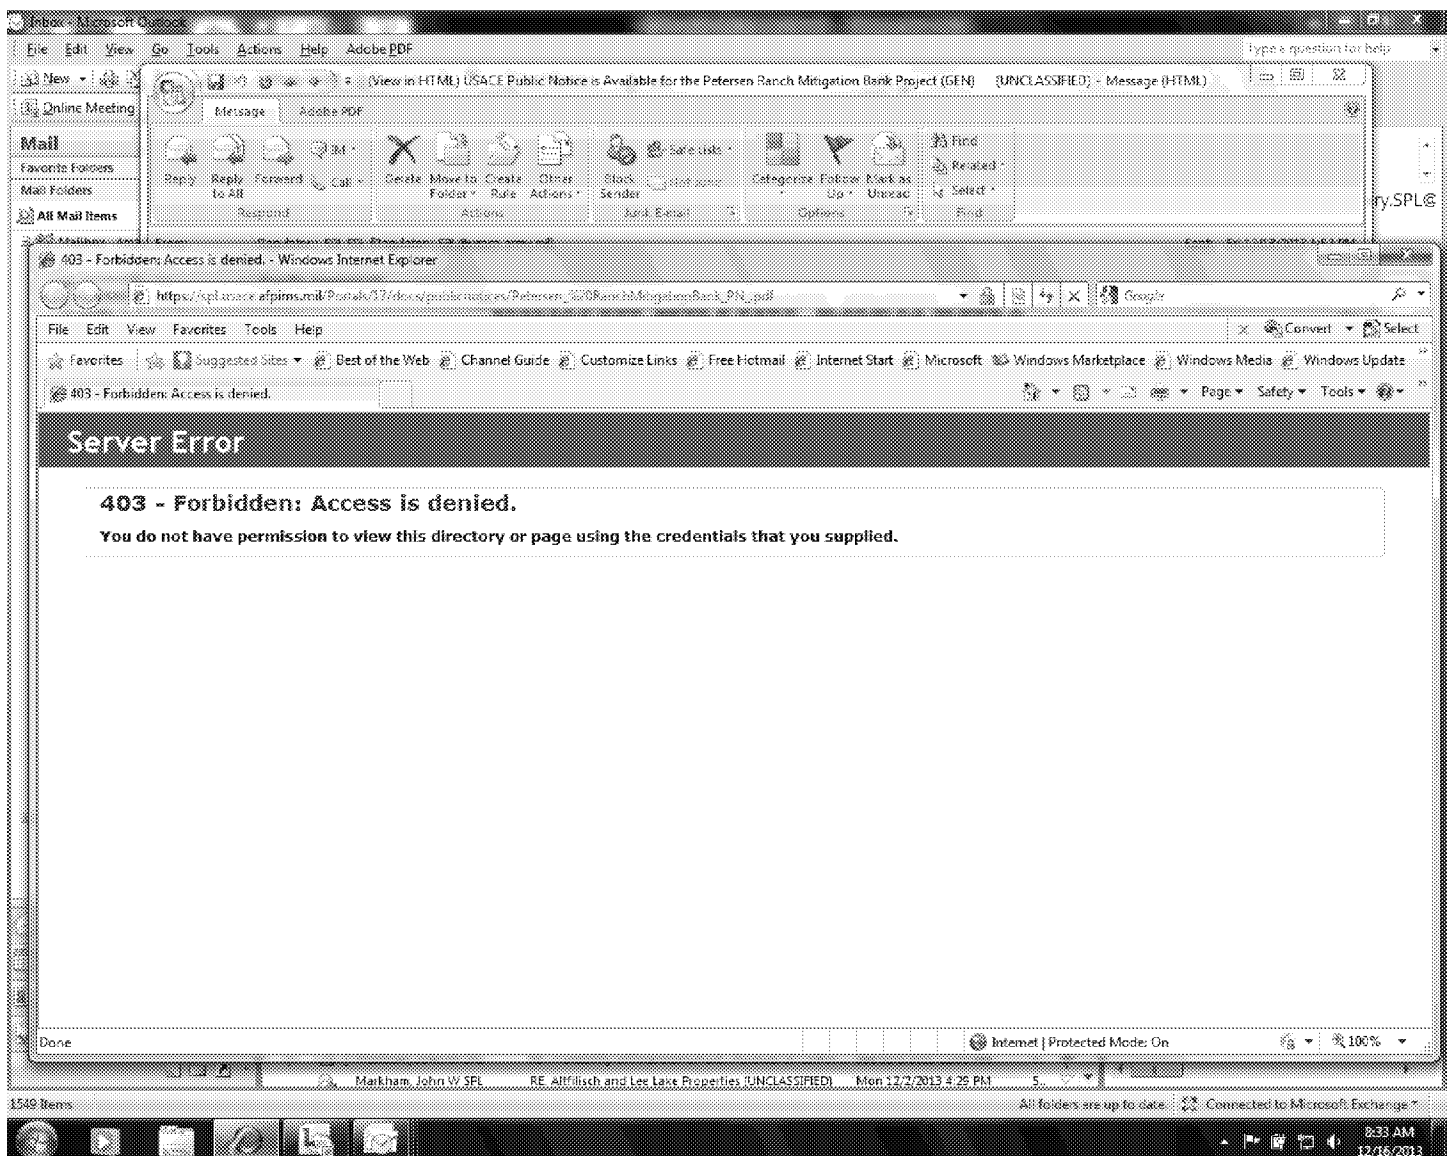 Inbox - Microsoft Outlook
File Edit View Go Tools Actions Help Adobe PDF
Type a question for help
New
(View in HTML) USACE Public Notice is Available for the Petersen Ranch Mitigation Bank Project (GEN) (UNCLASSIFIED) - Message (HTML)
Online Meeting
Message Adobe PDF
Mail
Favorite Folders
Mail Folders
All Mail Items
Reply
Reply to All
Forward
IM
Call
Delete
Move to Folder
Create Rule
Other Actions
Block Sender
Safe Lists
Categorize
Follow Up
Mark as Unread
Find
Related
Select
Respond Actions Junk E-mail Options Find
ry.SPL@
403 - Forbidden: Access is denied. - Windows Internet Explorer
Google
File Edit View Favorites Tools Help
Convert Select
Favorites Suggested Sites Best of the Web Channel Guide Customize Links Free Hotmail Internet Start Microsoft Windows Marketplace Windows Media Windows Update
403 - Forbidden: Access is denied.
Page Safety Tools
Server Error
403 - Forbidden: Access is denied.
You do not have permission to view this directory or page using the credentials that you supplied.
Done
Internet | Protected Mode: On
100%
Markham, John W SPL RE: Altfilisch and Lee Lake Properties (UNCLASSIFIED) Mon 12/2/2013 4:29 PM 5..
1549 Items
All folders are up to date. Connected to Microsoft Exchange
8:33 AM
12/16/2013